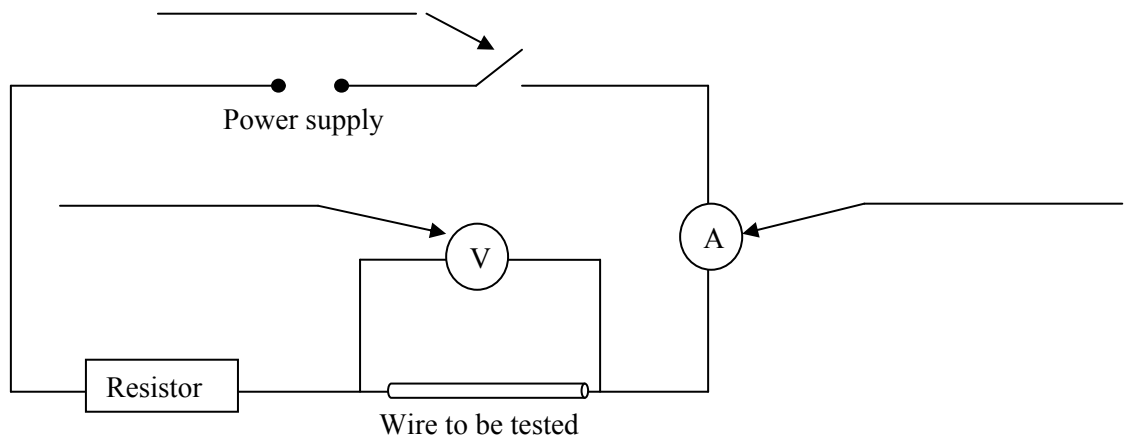 Power supply
V
A
Resistor
Wire to be tested